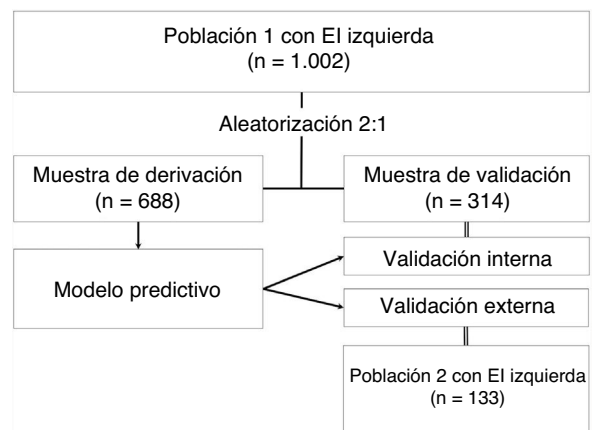 Población 1 con EI izquierda
(n = 1.002)
Aleatorización 2:1
Muestra de derivación
(n = 688)
Muestra de validación
(n = 314)
Modelo predictivo
Validación interna
Validación externa
Población 2 con EI izquierda
(n = 133)